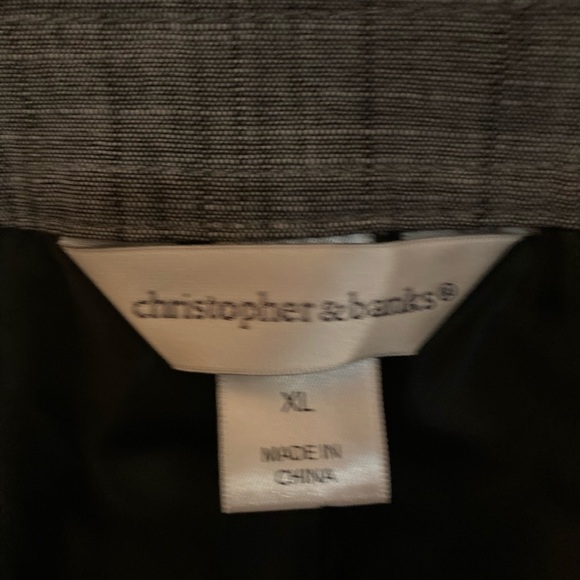 christopher & banks®
XL
MADE IN
CHINA